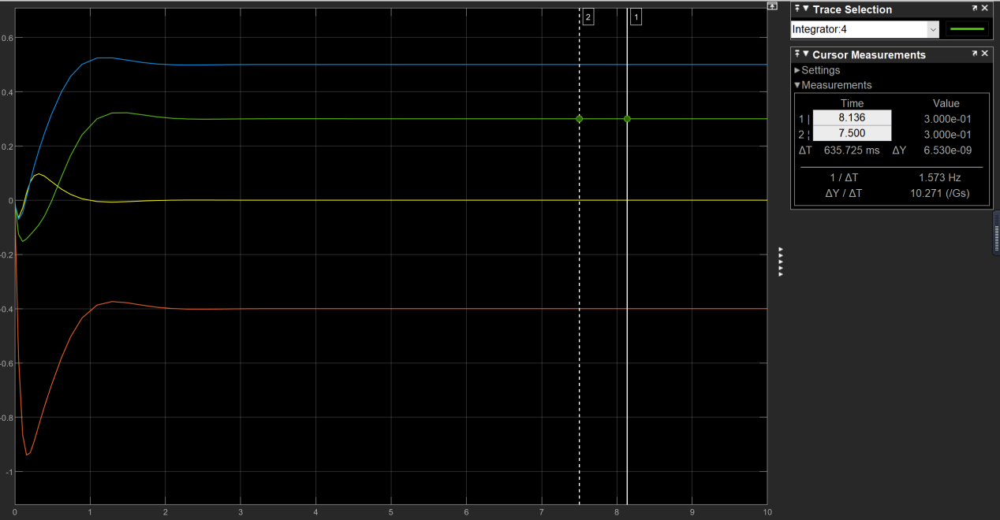 2
1
0.6
0.4
0.2
0
-0.2
-0.4
-0.6
-0.8
-1
0 1 2 3 4 5 6 7 8 9 10
Trace Selection
Integrator:4
Cursor Measurements
Settings
Measurements
Time Value
1 | 8.136 3.000e-01
2 ¦ 7.500 3.000e-01
ΔT 635.725 ms ΔY 6.530e-09
1 / ΔT 1.573 Hz
ΔY / ΔT 10.271 (/Gs)